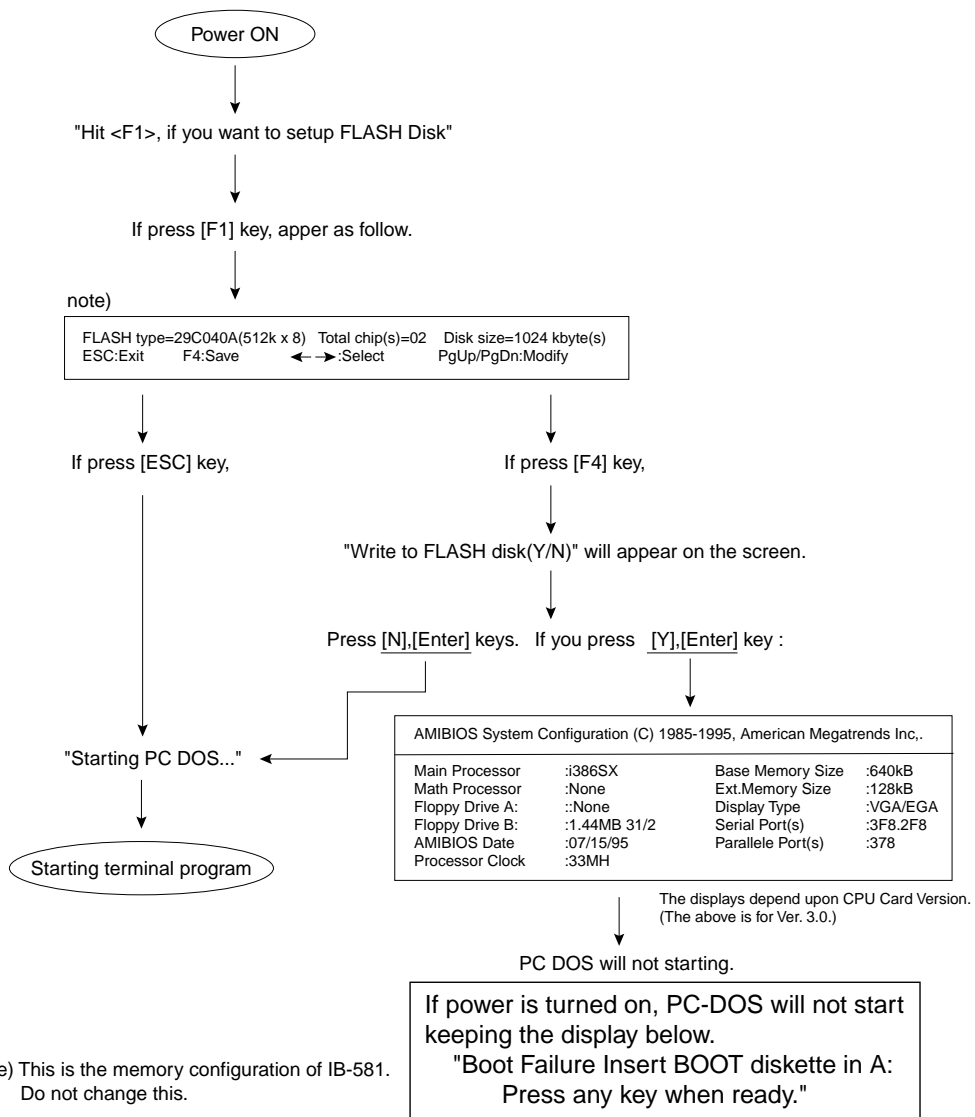 Power ON
"Hit <F1>, if you want to setup FLASH Disk"
If press [F1] key, apper as follow.
note)
FLASH type=29C040A(512k x 8) Total chip(s)=02 Disk size=1024 kbyte(s)
ESC:Exit F4:Save ←→:Select PgUp/PgDn:Modify
If press [ESC] key,
If press [F4] key,
"Write to FLASH disk(Y/N)" will appear on the screen.
Press [N],[Enter] keys. If you press [Y],[Enter] key :
"Starting PC DOS..."
Starting terminal program
AMIBIOS System Configuration (C) 1985-1995, American Megatrends Inc,.
Main Processor :i386SX Base Memory Size :640kB
Math Processor :None Ext.Memory Size :128kB
Floppy Drive A: ::None Display Type :VGA/EGA
Floppy Drive B: :1.44MB 31/2 Serial Port(s) :3F8.2F8
AMIBIOS Date :07/15/95 Parallele Port(s) :378
Processor Clock :33MH
The displays depend upon CPU Card Version.
(The above is for Ver. 3.0.)
PC DOS will not starting.
If power is turned on, PC-DOS will not start
keeping the display below.
"Boot Failure Insert BOOT diskette in A:
Press any key when ready."
e) This is the memory configuration of IB-581.
Do not change this.